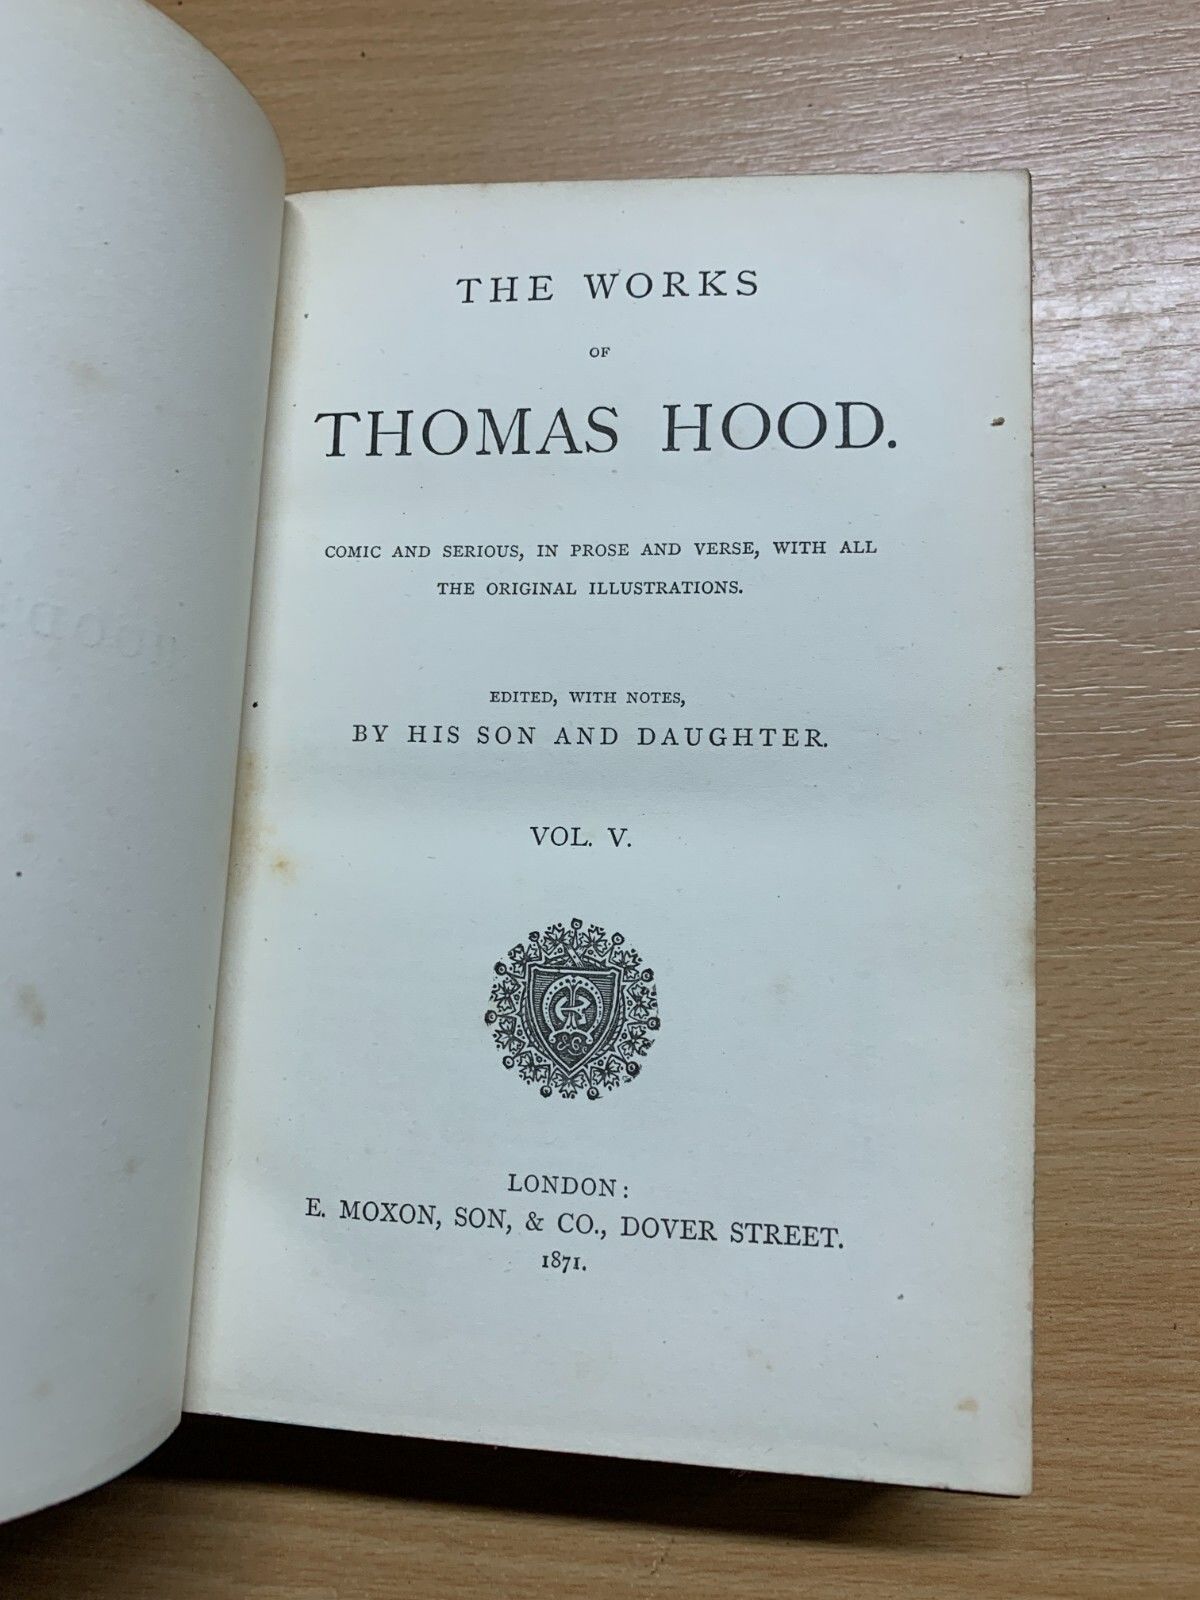 THE WORKS
OF
THOMAS HOOD.
COMIC AND SERIOUS, IN PROSE AND VERSE, WITH ALL
THE ORIGINAL ILLUSTRATIONS.
EDITED, WITH NOTES,
BY HIS SON AND DAUGHTER.
VOL. V.
& Co
LONDON:
E. MOXON, SON, & CO., DOVER STREET.
1871.